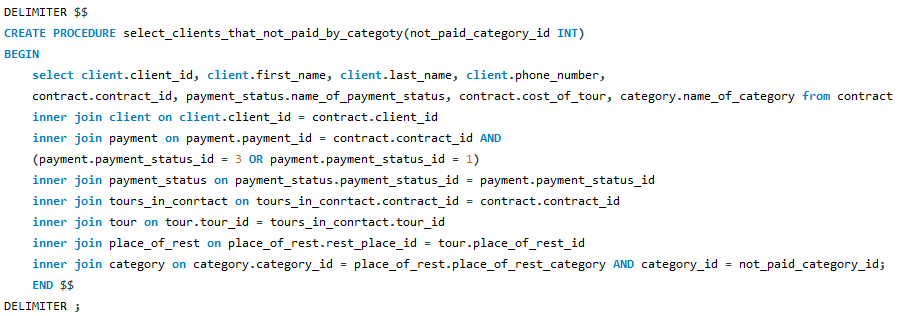 DELIMITER $$
CREATE PROCEDURE select_clients_that_not_paid_by_categoty(not_paid_category_id INT)
BEGIN
select client.client_id, client.first_name, client.last_name, client.phone_number,
contract.contract_id, payment_status.name_of_payment_status, contract.cost_of_tour, category.name_of_category from contract
inner join client on client.client_id = contract.client_id
inner join payment on payment.payment_id = contract.contract_id AND
(payment.payment_status_id = 3 OR payment.payment_status_id = 1)
inner join payment_status on payment_status.payment_status_id = payment.payment_status_id
inner join tours_in_conrtact on tours_in_conrtact.contract_id = contract.contract_id
inner join tour on tour.tour_id = tours_in_conrtact.tour_id
inner join place_of_rest on place_of_rest.rest_place_id = tour.place_of_rest_id
inner join category on category.category_id = place_of_rest.place_of_rest_category AND category_id = not_paid_category_id;
END $$
DELIMITER ;